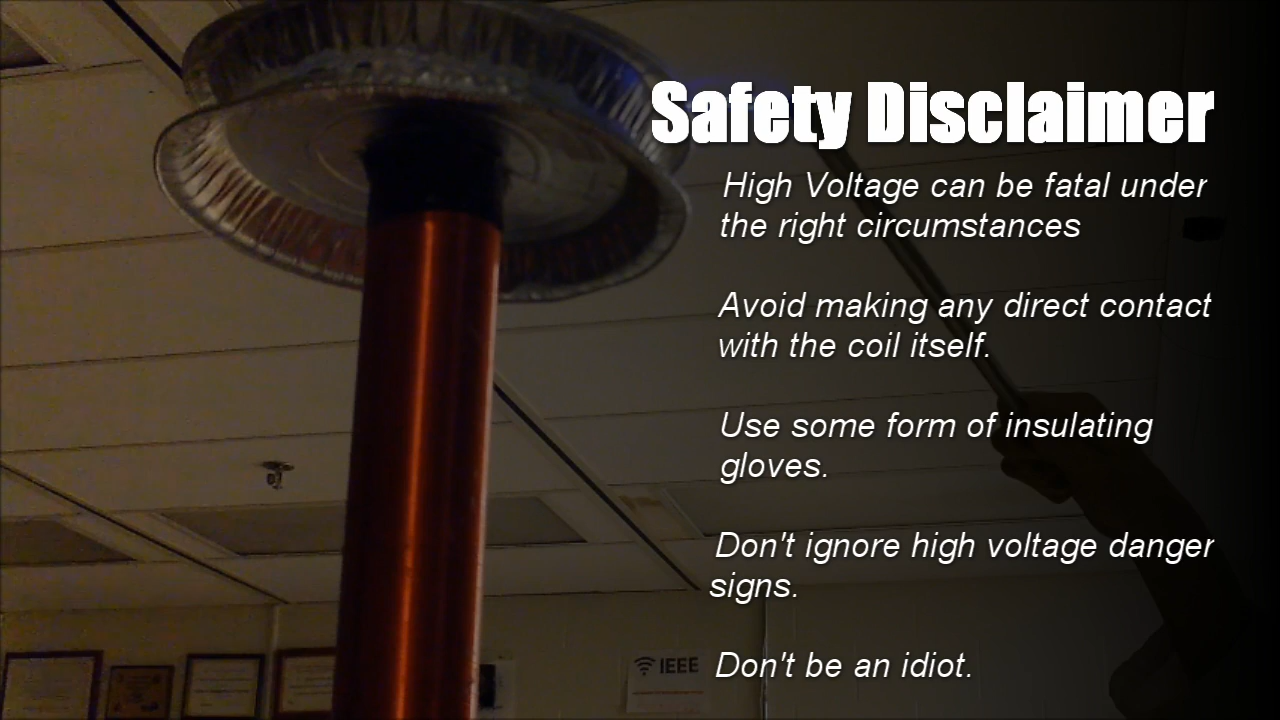 Safety Disclaimer
High Voltage can be fatal under
the right circumstances
Avoid making any direct contact
with the coil itself.
Use some form of insulating
gloves.
Don't ignore high voltage danger
signs.
Don't be an idiot.
IEEE